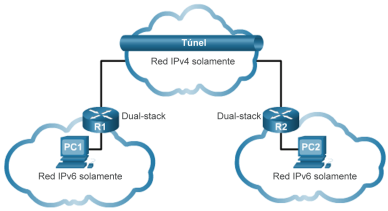 Túnel
Red IPv4 solamente
Dual-stack
Dual-stack
R1
R2
PC1
PC2
Red IPv6 solamente
Red IPv6 solamente